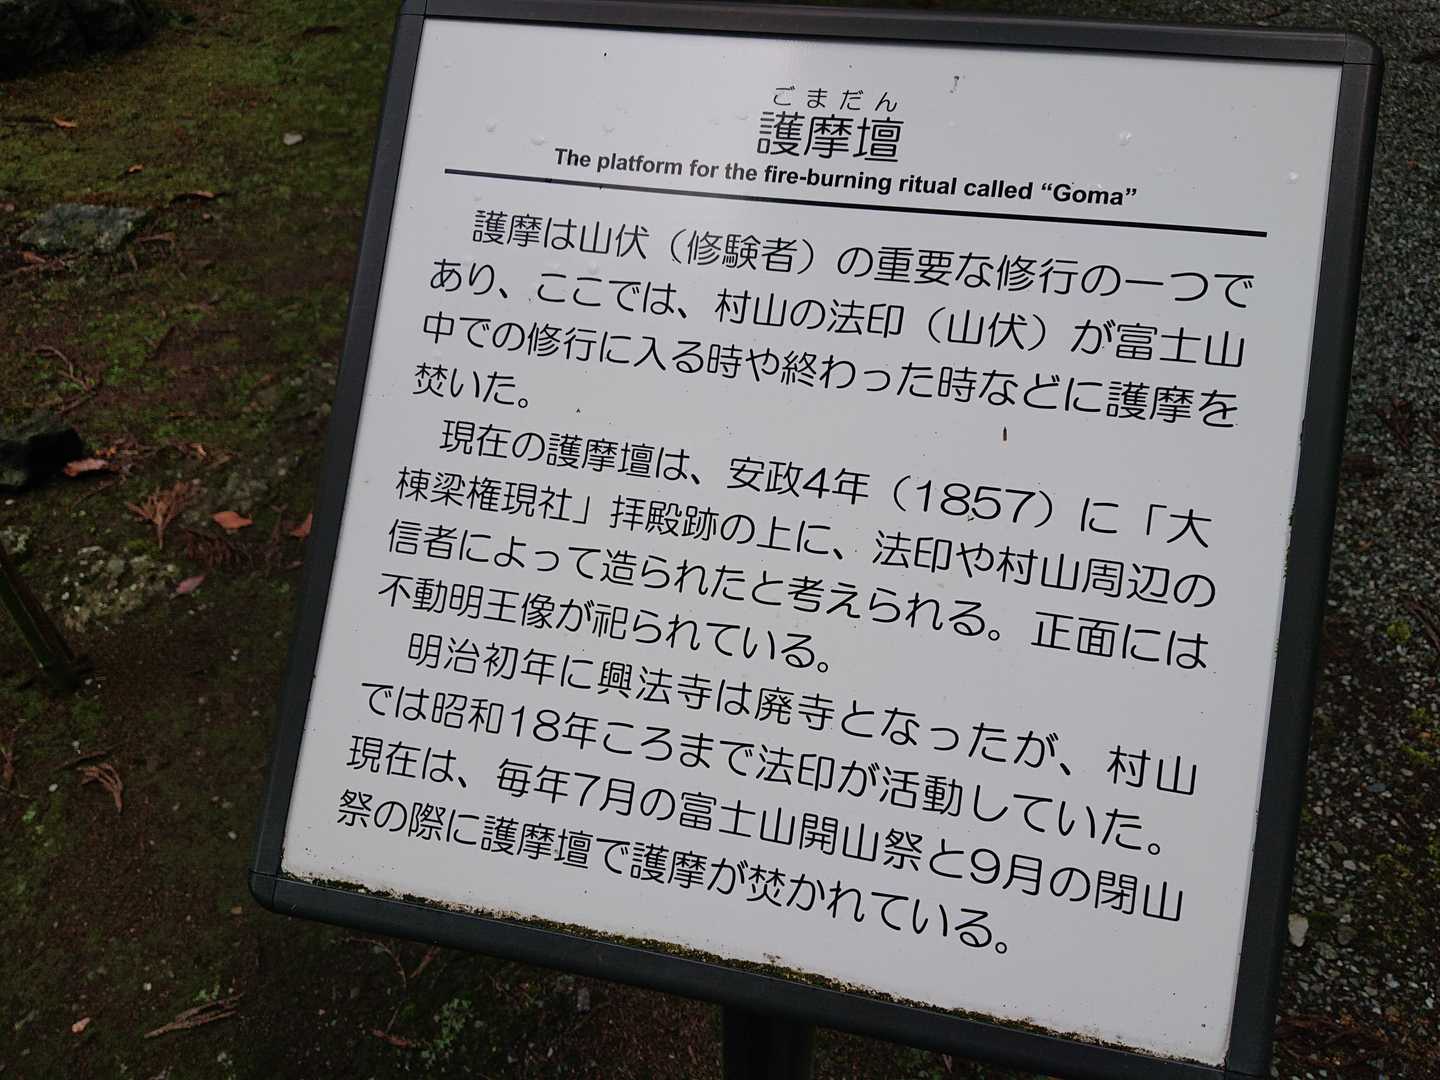 ごまだん
護摩壇
The platform for the fire-burning ritual called “Goma”
護摩は山伏（修験者）の重要な修行の一つで
あり、ここでは、村山の法印（山伏）が富士山
中での修行に入る時や終わった時などに護摩を
焚いた。
現在の護摩壇は、安政4年（1857）に「大
棟梁権現社」拝殿跡の上に、法印や村山周辺の
信者によって造られたと考えられる。正面には
不動明王像が祀られている。
明治初年に興法寺は廃寺となったが、村山
では昭和18年ころまで法印が活動していた。
現在は、毎年7月の富士山開山祭と9月の閉山
祭の際に護摩壇で護摩が焚かれている。